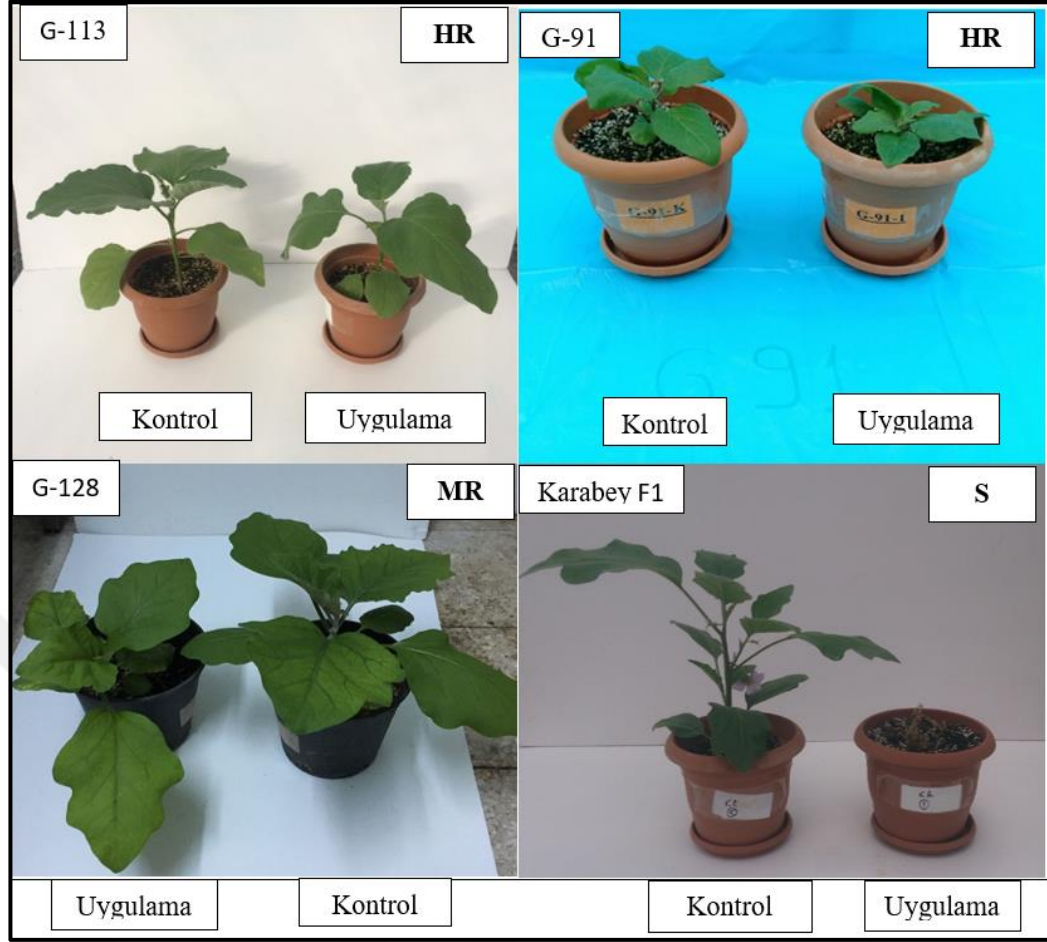 G-113
HR
G-91
HR
G-91-K
G-91-1
G 91
Kontrol
Uygulama
Kontrol
Uygulama
G-128
MR
Karabey F1
S
Uygulama
Kontrol
Kontrol
Uygulama